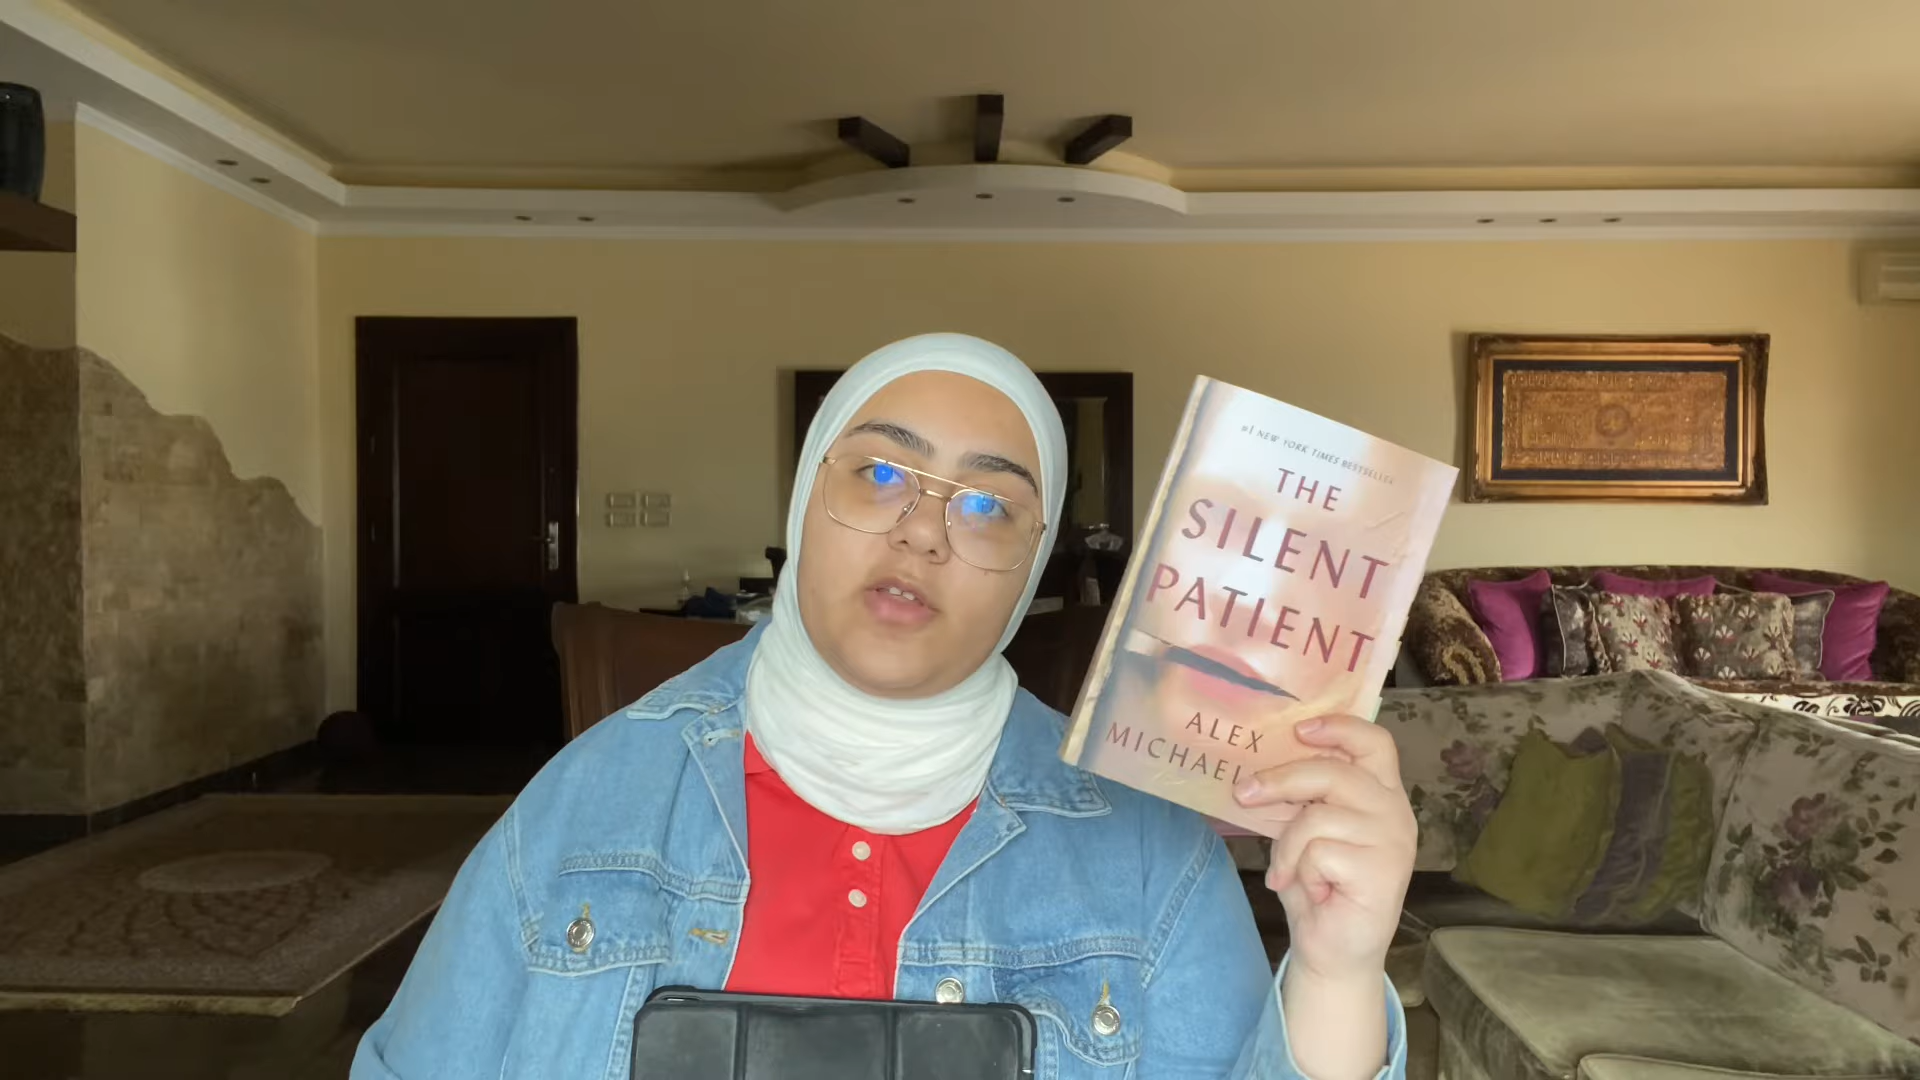 #1 NEW YORK TIMES BESTSELLER
THE
SILENT
PATIENT
ALEX
MICHAEL